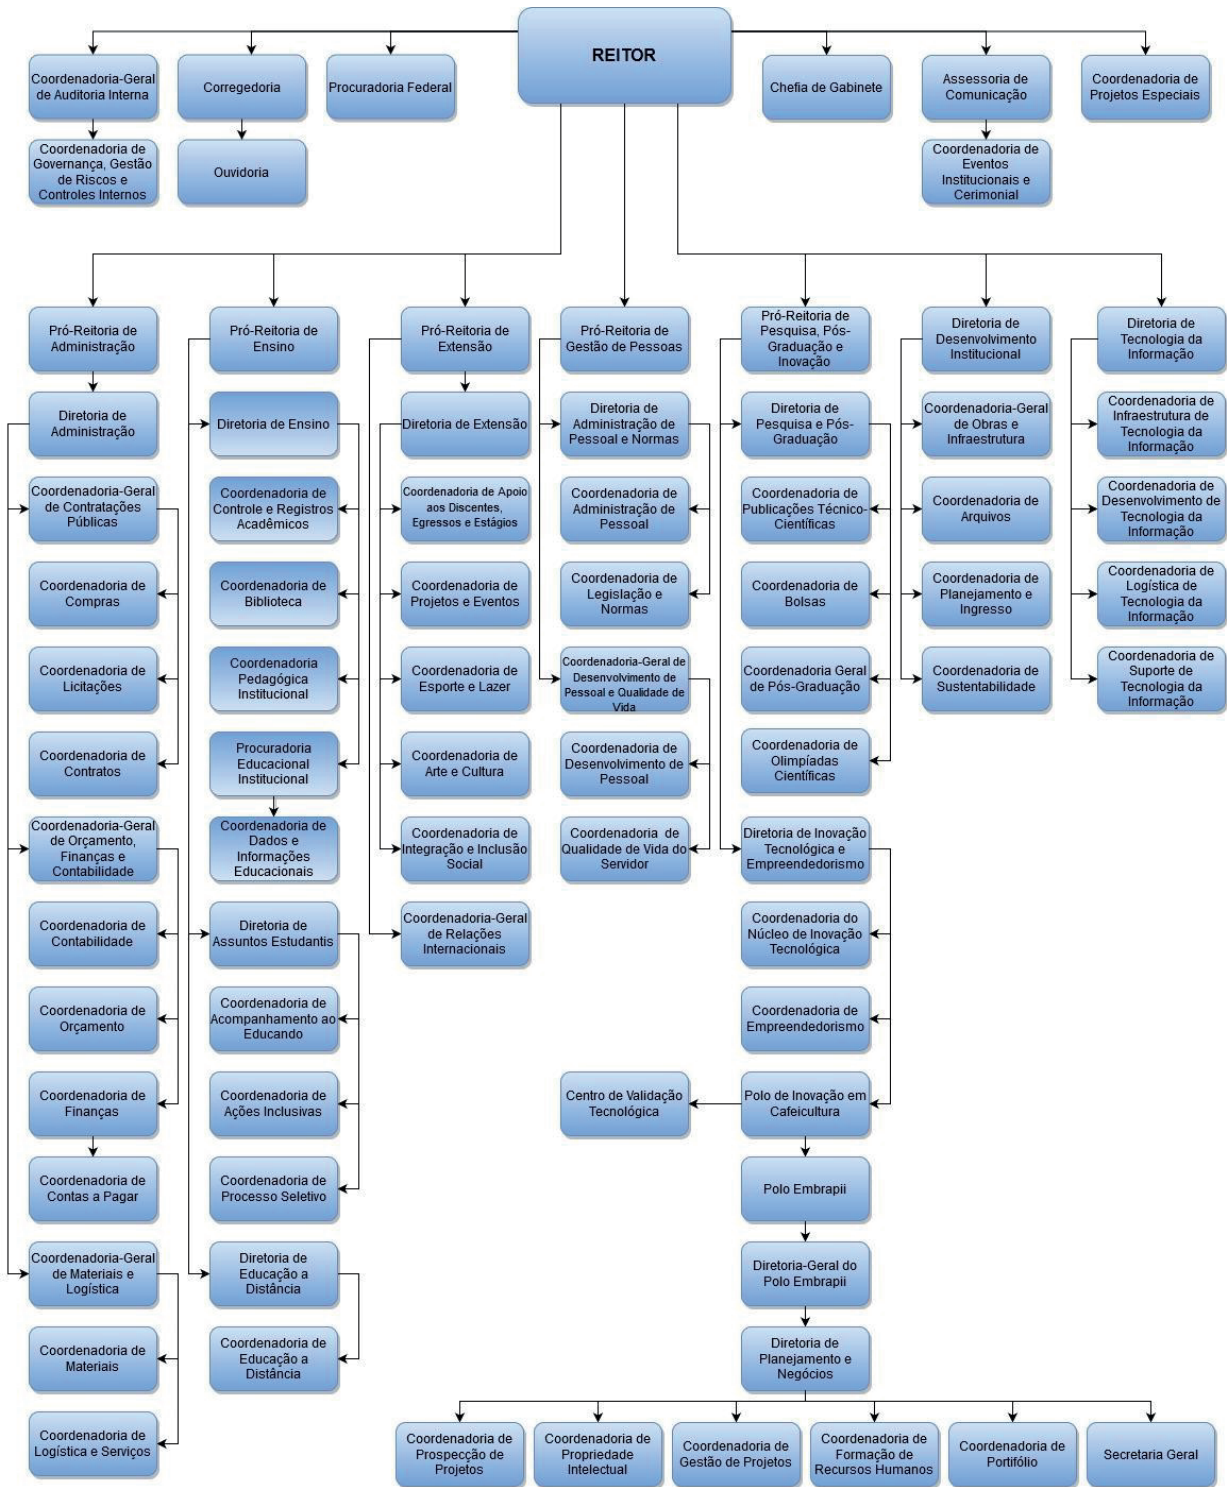 REITOR
Coordenadoria-Geral
de Auditoria Interna
Corregedoria
Procuradoria Federal
Chefia de Gabinete
Assessoria de
Comunicação
Coordenadoria de
Projetos Especiais
Coordenadoria de
Governança, Gestão
de Riscos e
Controles Internos
Ouvidoria
Coordenadoria de
Eventos
Institucionais e
Cerimonial
Pró-Reitoria de
Administração
Diretoria de
Administração
Coordenadoria-Geral
de Contratações
Públicas
Coordenadoria de
Compras
Coordenadoria de
Licitações
Coordenadoria de
Contratos
Coordenadoria-Geral
de Orçamento,
Finanças e
Contabilidade
Coordenadoria de
Contabilidade
Coordenadoria de
Orçamento
Coordenadoria de
Finanças
Coordenadoria de
Contas a Pagar
Coordenadoria-Geral
de Materiais e
Logística
Coordenadoria de
Materiais
Coordenadoria de
Logística e Serviços
Pró-Reitoria de
Ensino
Diretoria de Ensino
Coordenadoria de
Controle e Registros
Acadêmicos
Coordenadoria de
Biblioteca
Coordenadoria
Pedagógica
Institucional
Procuradoria
Educacional
Institucional
Coordenadoria de
Dados e
Informações
Educacionais
Diretoria de
Assuntos Estudantis
Coordenadoria de
Acompanhamento ao
Educando
Coordenadoria de
Ações Inclusivas
Coordenadoria de
Processo Seletivo
Diretoria de
Educação a
Distância
Coordenadoria de
Educação a
Distância
Pró-Reitoria de
Extensão
Diretoria de Extensão
Coordenadoria de Apoio
aos Discentes,
Egressos e Estágios
Coordenadoria de
Projetos e Eventos
Coordenadoria de
Esporte e Lazer
Coordenadoria de
Arte e Cultura
Coordenadoria de
Integração e Inclusão
Social
Coordenadoria-Geral
de Relações
Internacionais
Pró-Reitoria de
Gestão de Pessoas
Diretoria de
Administração de
Pessoal e Normas
Coordenadoria de
Administração de
Pessoal
Coordenadoria de
Legislação e
Normas
Coordenadoria-Geral de
Desenvolvimento de
Pessoal e Qualidade de
Vida
Coordenadoria de
Desenvolvimento de
Pessoal
Coordenadoria de
Qualidade de Vida do
Servidor
Pró-Reitoria de
Pesquisa, Pós-
Graduação e
Inovação
Diretoria de
Pesquisa e Pós-
Graduação
Coordenadoria de
Publicações Técnico-
Científicas
Coordenadoria de
Bolsas
Coordenadoria Geral
de Pós-Graduação
Coordenadoria de
Olimpíadas
Científicas
Diretoria de Inovação
Tecnológica e
Empreendedorismo
Coordenadoria do
Núcleo de Inovação
Tecnológica
Coordenadoria de
Empreendedorismo
Polo de Inovação em
Cafeicultura
Centro de Validação
Tecnológica
Polo Embrapii
Diretoria-Geral do
Polo Embrapii
Diretoria de
Planejamento e
Negócios
Coordenadoria de
Prospecção de
Projetos
Coordenadoria de
Propriedade
Intelectual
Coordenadoria de
Gestão de Projetos
Coordenadoria de
Formação de
Recursos Humanos
Coordenadoria de
Portifólio
Secretaria Geral
Diretoria de
Desenvolvimento
Institucional
Coordenadoria-Geral
de Obras e
Infraestrutura
Coordenadoria de
Arquivos
Coordenadoria de
Planejamento e
Ingresso
Coordenadoria de
Sustentabilidade
Diretoria de
Tecnologia da
Informação
Coordenadoria de
Infraestrutura de
Tecnologia da
Informação
Coordenadoria de
Desenvolvimento de
Tecnologia da
Informação
Coordenadoria de
Logística de
Tecnologia da
Informação
Coordenadoria de
Suporte de
Tecnologia da
Informação